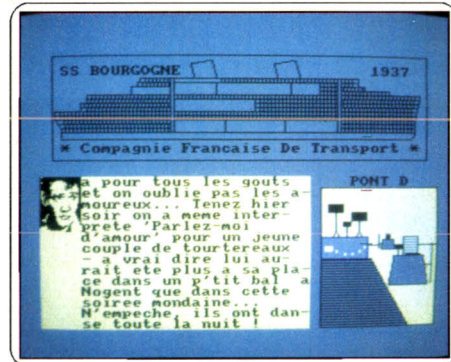 SS BOURGOGNE 1937
* Compagnie Francaise De Transport *
a pour tous les gouts
et on oublie pas les a-
moureux... Tenez hier
soir on a meme inter-
prete 'Parlez-moi
d'amour' pour un jeune
couple de tourtereaux
- a vrai dire lui au-
rait ete plus a sa pla-
ce dans un p'tit bal a
Nogent que dans cette
soiree mondaine...
N'empeche, ils ont dan-
se toute la nuit !
PONT D